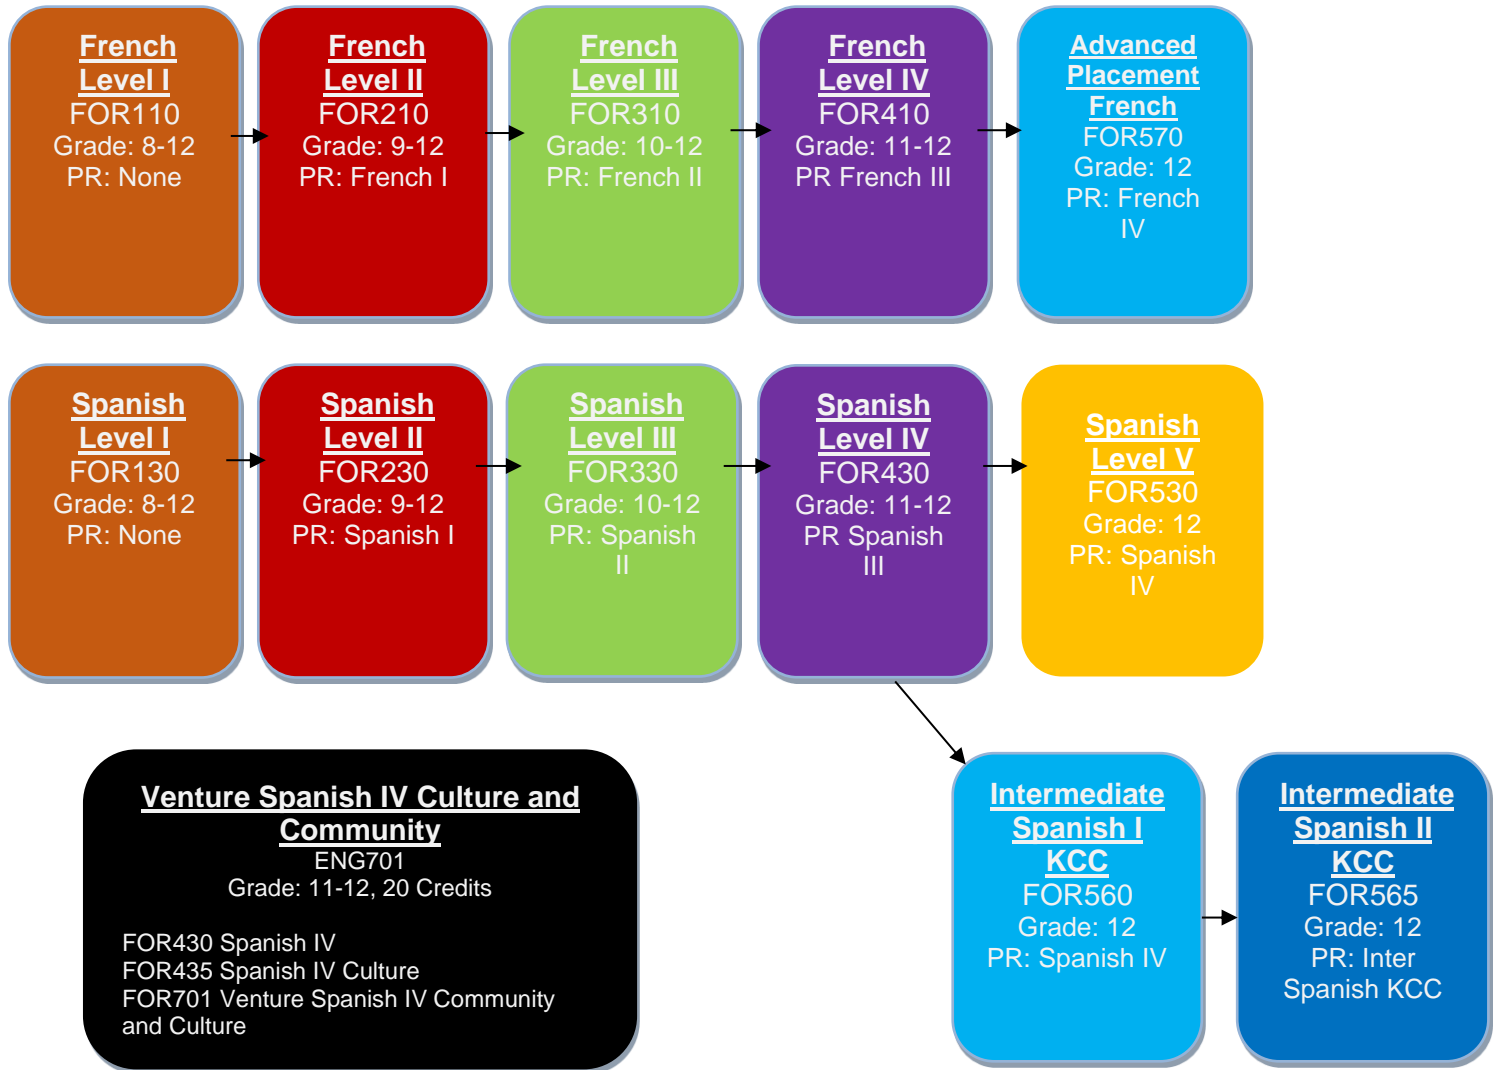 French
Level I
FOR110
Grade: 8-12
PR: None
French
Level II
FOR210
Grade: 9-12
PR: French I
French
Level III
FOR310
Grade: 10-12
PR: French II
French
Level IV
FOR410
Grade: 11-12
PR French III
Advanced
Placement
French
FOR570
Grade: 12
PR: French
IV
Spanish
Level I
FOR130
Grade: 8-12
PR: None
Spanish
Level II
FOR230
Grade: 9-12
PR: Spanish I
Spanish
Level III
FOR330
Grade: 10-12
PR: Spanish
II
Spanish
Level IV
FOR430
Grade: 11-12
PR Spanish
III
Spanish
Level V
FOR530
Grade: 12
PR: Spanish
IV
Venture Spanish IV Culture and
Community
ENG701
Grade: 11-12, 20 Credits
FOR430 Spanish IV
FOR435 Spanish IV Culture
FOR701 Venture Spanish IV Community
and Culture
Intermediate
Spanish I
KCC
FOR560
Grade: 12
PR: Spanish IV
Intermediate
Spanish II
KCC
FOR565
Grade: 12
PR: Inter
Spanish KCC